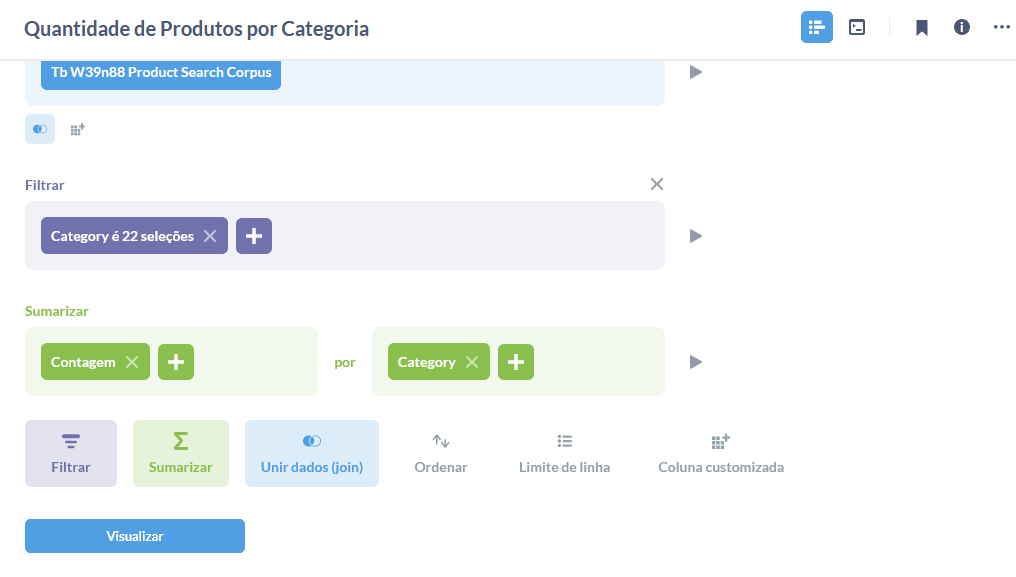 Quantidade de Produtos por Categoria
Tb W39n88 Product Search Corpus
Filtrar
Category é 22 seleções
Sumarizar
Contagem
por
Category
Filtrar
Sumarizar
Unir dados (join)
Ordenar
Limite de linha
Coluna customizada
Visualizar